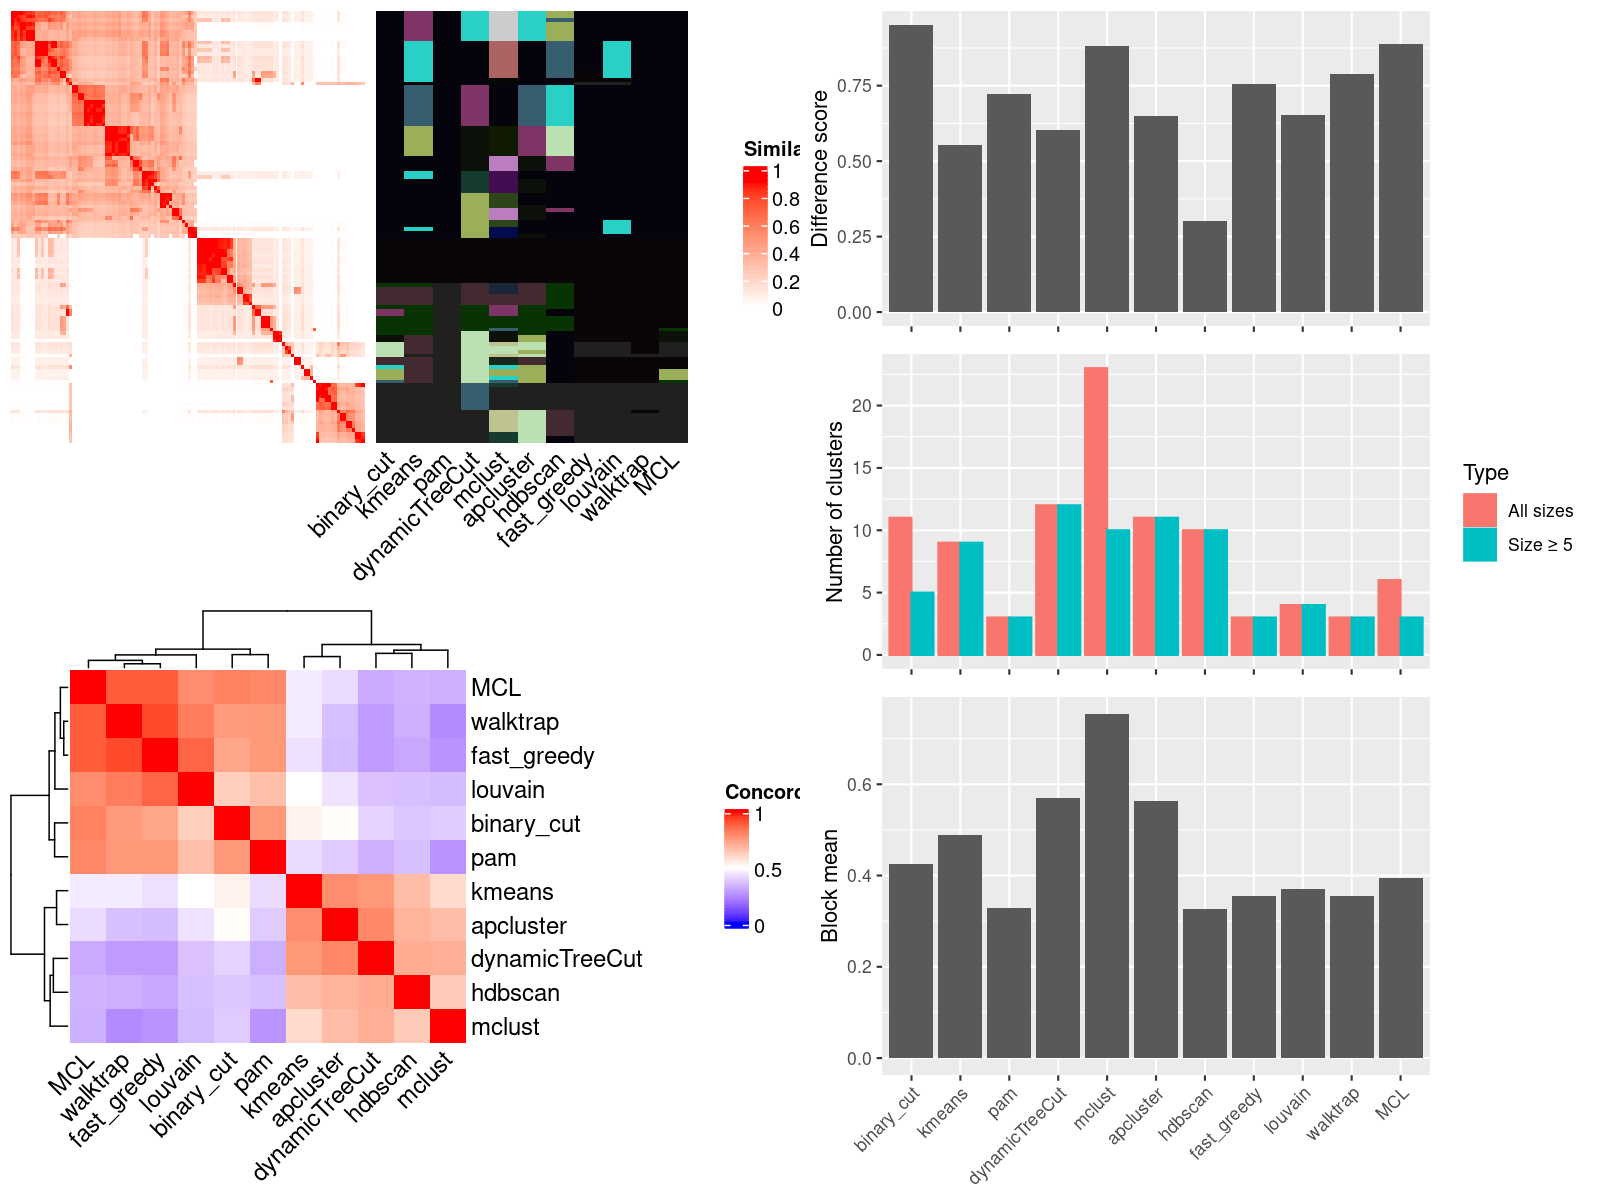 Simila
1
0.8
0.6
0.4
0.2
0
binary_cut
kmeans
pam
dynamicTreeCut
mclust
apcluster
hdbscan
fast_greedy
louvain
walktrap
MCL
Difference score
0.75
0.50
0.25
0.00
Number of clusters
20
15
10
5
0
Type
All sizes
Size ≥ 5
MCL
walktrap
fast_greedy
louvain
binary_cut
pam
kmeans
apcluster
dynamicTreeCut
hdbscan
mclust
MCL
walktrap
fast_greedy
louvain
binary_cut
pam
kmeans
apcluster
dynamicTreeCut
hdbscan
mclust
Concord
1
0.5
0
Block mean
0.6
0.4
0.2
0.0
binary_cut
kmeans
pam
dynamicTreeCut
mclust
apcluster
hdbscan
fast_greedy
louvain
walktrap
MCL